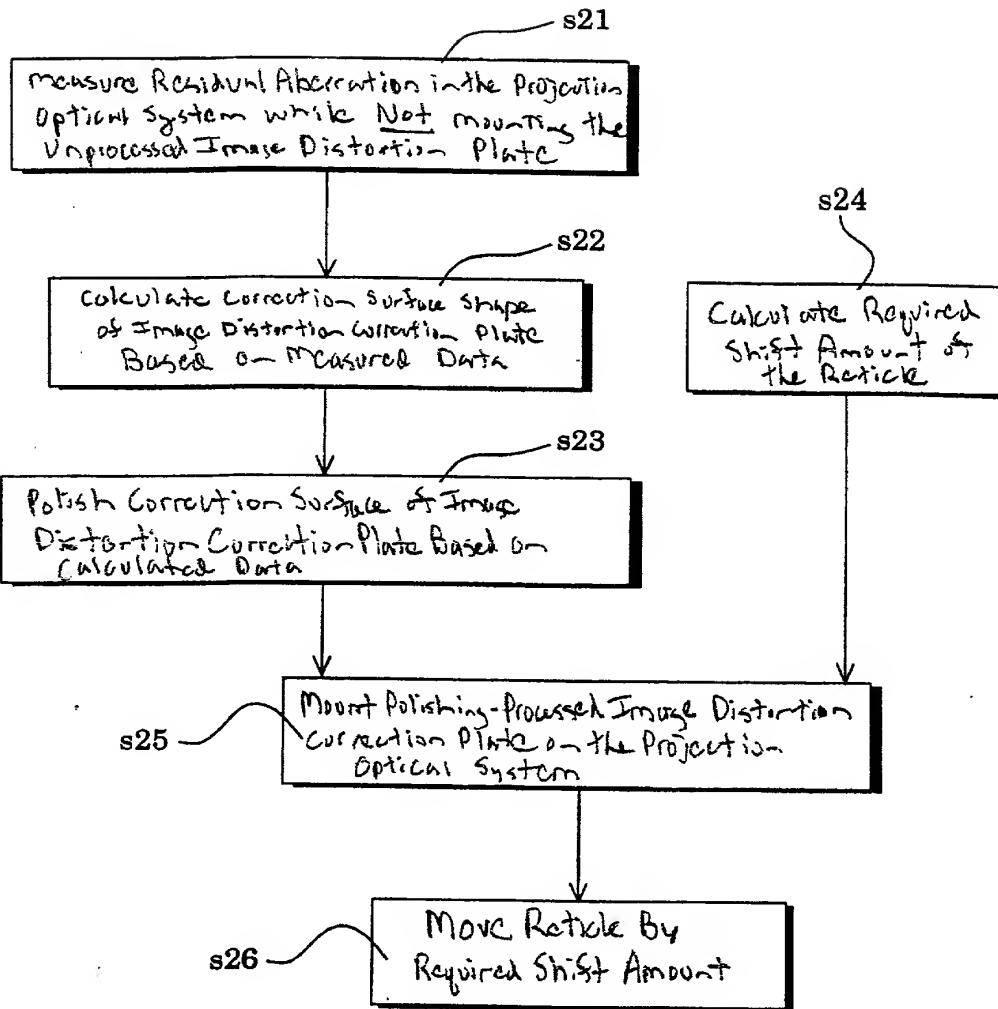 s21
Measure Residual Aberration in the Projection
Optical System while Not mounting the
Unprocessed Image Distortion Plate
s22
Calculate Correction Surface Shape
of Image Distortion Correction Plate
Based on Measured Data
s24
Calculate Required
Shift Amount of
the Reticle
s23
Polish Correction Surface of Image
Distortion Correction Plate Based on
Calculated Data
s25
Mount Polishing-Processed Image Distortion
Correction Plate on the Projection
Optical System
s26
Move Reticle By
Required Shift Amount